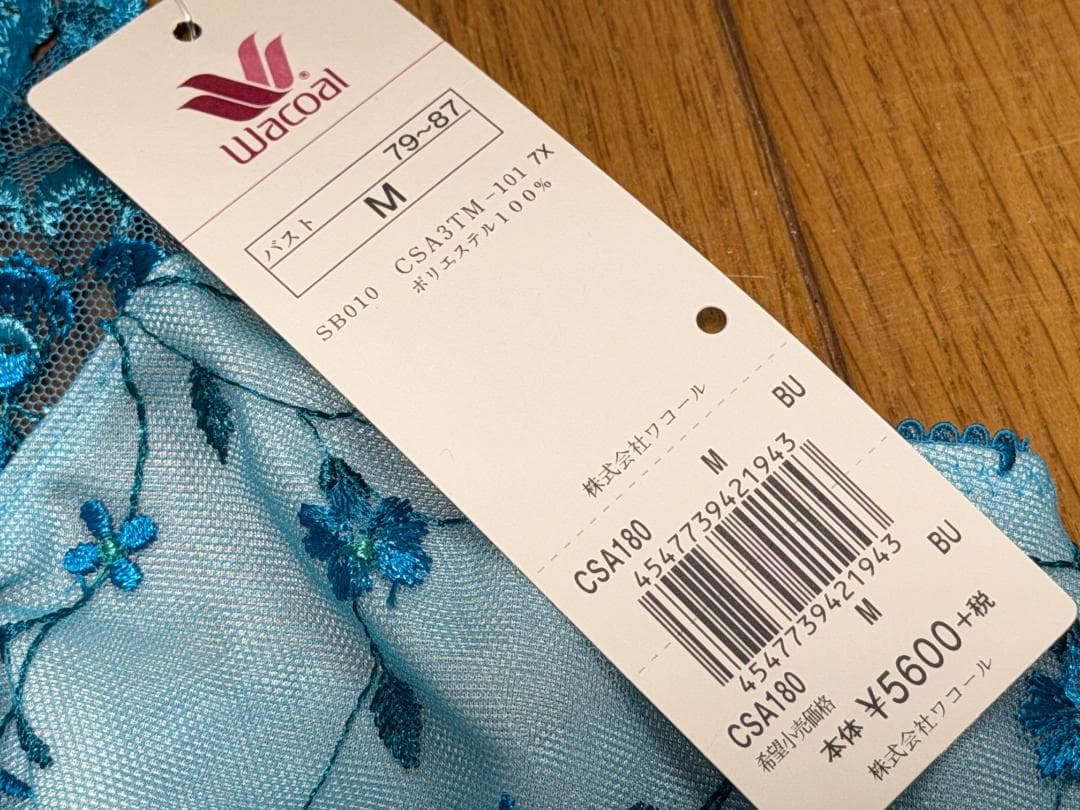 Wacoal®
バスト 79~87
M
SB010 CSA3TM-101 7X
ポリエステル100%
株式会社ワコール
CSA180 M BU
4547739421943
4547739421943
CSA180 M BU
希望小売価格
本体 ¥5600+税
株式会社ワコール